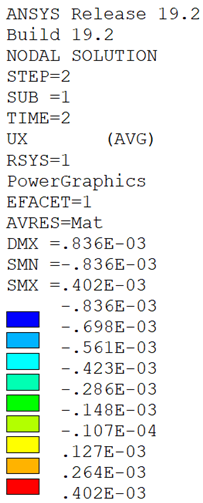 ANSYS Release 19.2
Build 19.2
NODAL SOLUTION
STEP=2
SUB =1
TIME=2
UX (AVG)
RSYS=1
PowerGraphics
EFACET=1
AVRES=Mat
DMX =.836E-03
SMN =-.836E-03
SMX =.402E-03
-.836E-03
-.698E-03
-.561E-03
-.423E-03
-.286E-03
-.148E-03
-.107E-04
.127E-03
.264E-03
.402E-03